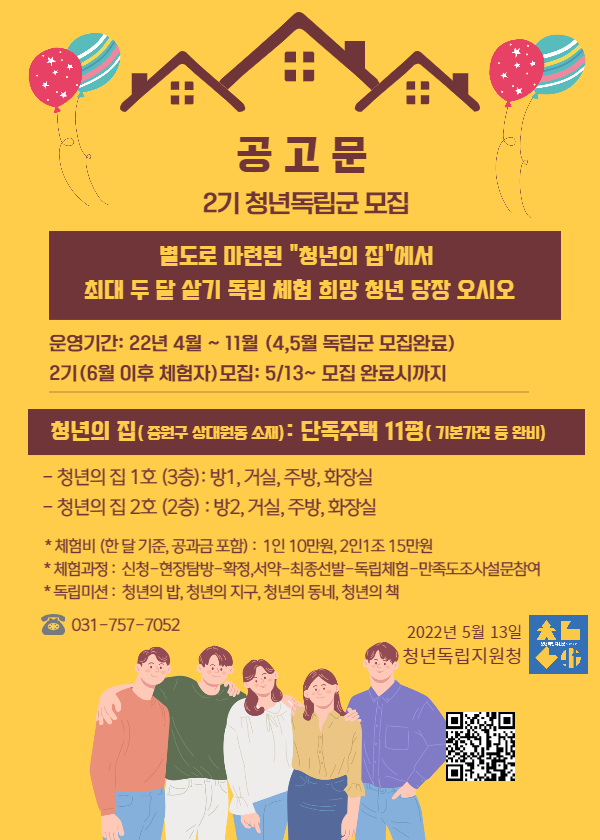 공고문
2기 청년독립군 모집
별도로 마련된 "청년의 집"에서
최대 두 달 살기 독립 체험 희망 청년 당장 오시오
운영기간: 22년 4월 ~ 11월 (4,5월 독립군 모집완료)
2기(6월 이후 체험자)모집: 5/13~ 모집 완료시까지
청년의 집( 중원구 상대원동 소재): 단독주택 11평( 기본가전 등 완비)
- 청년의 집 1호 (3층): 방1, 거실, 주방, 화장실
- 청년의 집 2호 (2층) : 방2, 거실, 주방, 화장실
* 체험비 (한 달 기준, 공과금 포함) : 1인 10만원, 2인1조 15만원
* 체험과정 : 신청-현장탐방-확정,서약-최종선발-독립체험-만족도조사설문참여
* 독립미션 : 청년의 밥, 청년의 지구, 청년의 동네, 청년의 책
031-757-7052
2022년 5월 13일
청년독립지원청